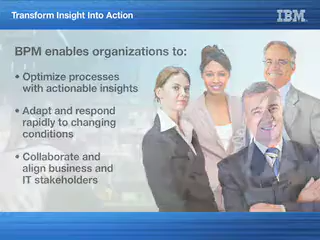 Transform Insight Into Action
IBM
BPM enables organizations to:
• Optimize processes
with actionable insights
• Adapt and respond
rapidly to changing
conditions
• Collaborate and
align business and
IT stakeholders